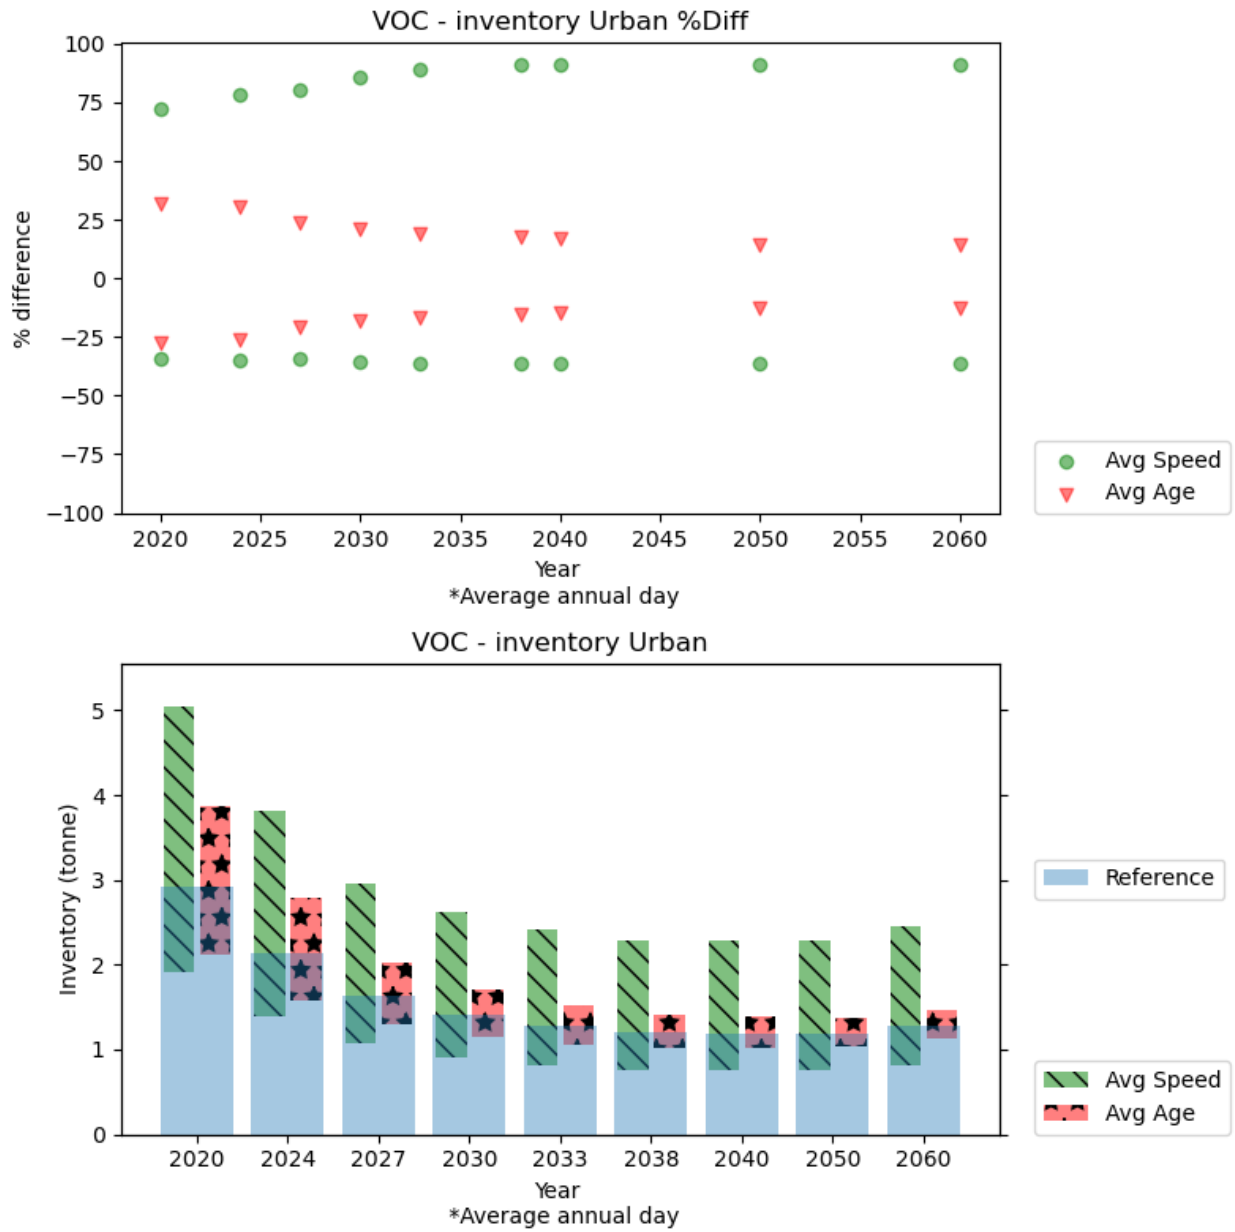 VOC - inventory Urban %Diff
100
75
50
25
0
−25
−50
−75
−100
% difference
2020 2025 2030 2035 2040 2045 2050 2055 2060
Year
*Average annual day
Avg Speed
Avg Age
VOC - inventory Urban
5
4
3
2
1
0
Inventory (tonne)
2020 2024 2027 2030 2033 2038 2040 2050 2060
Year
*Average annual day
Reference
Avg Speed
Avg Age